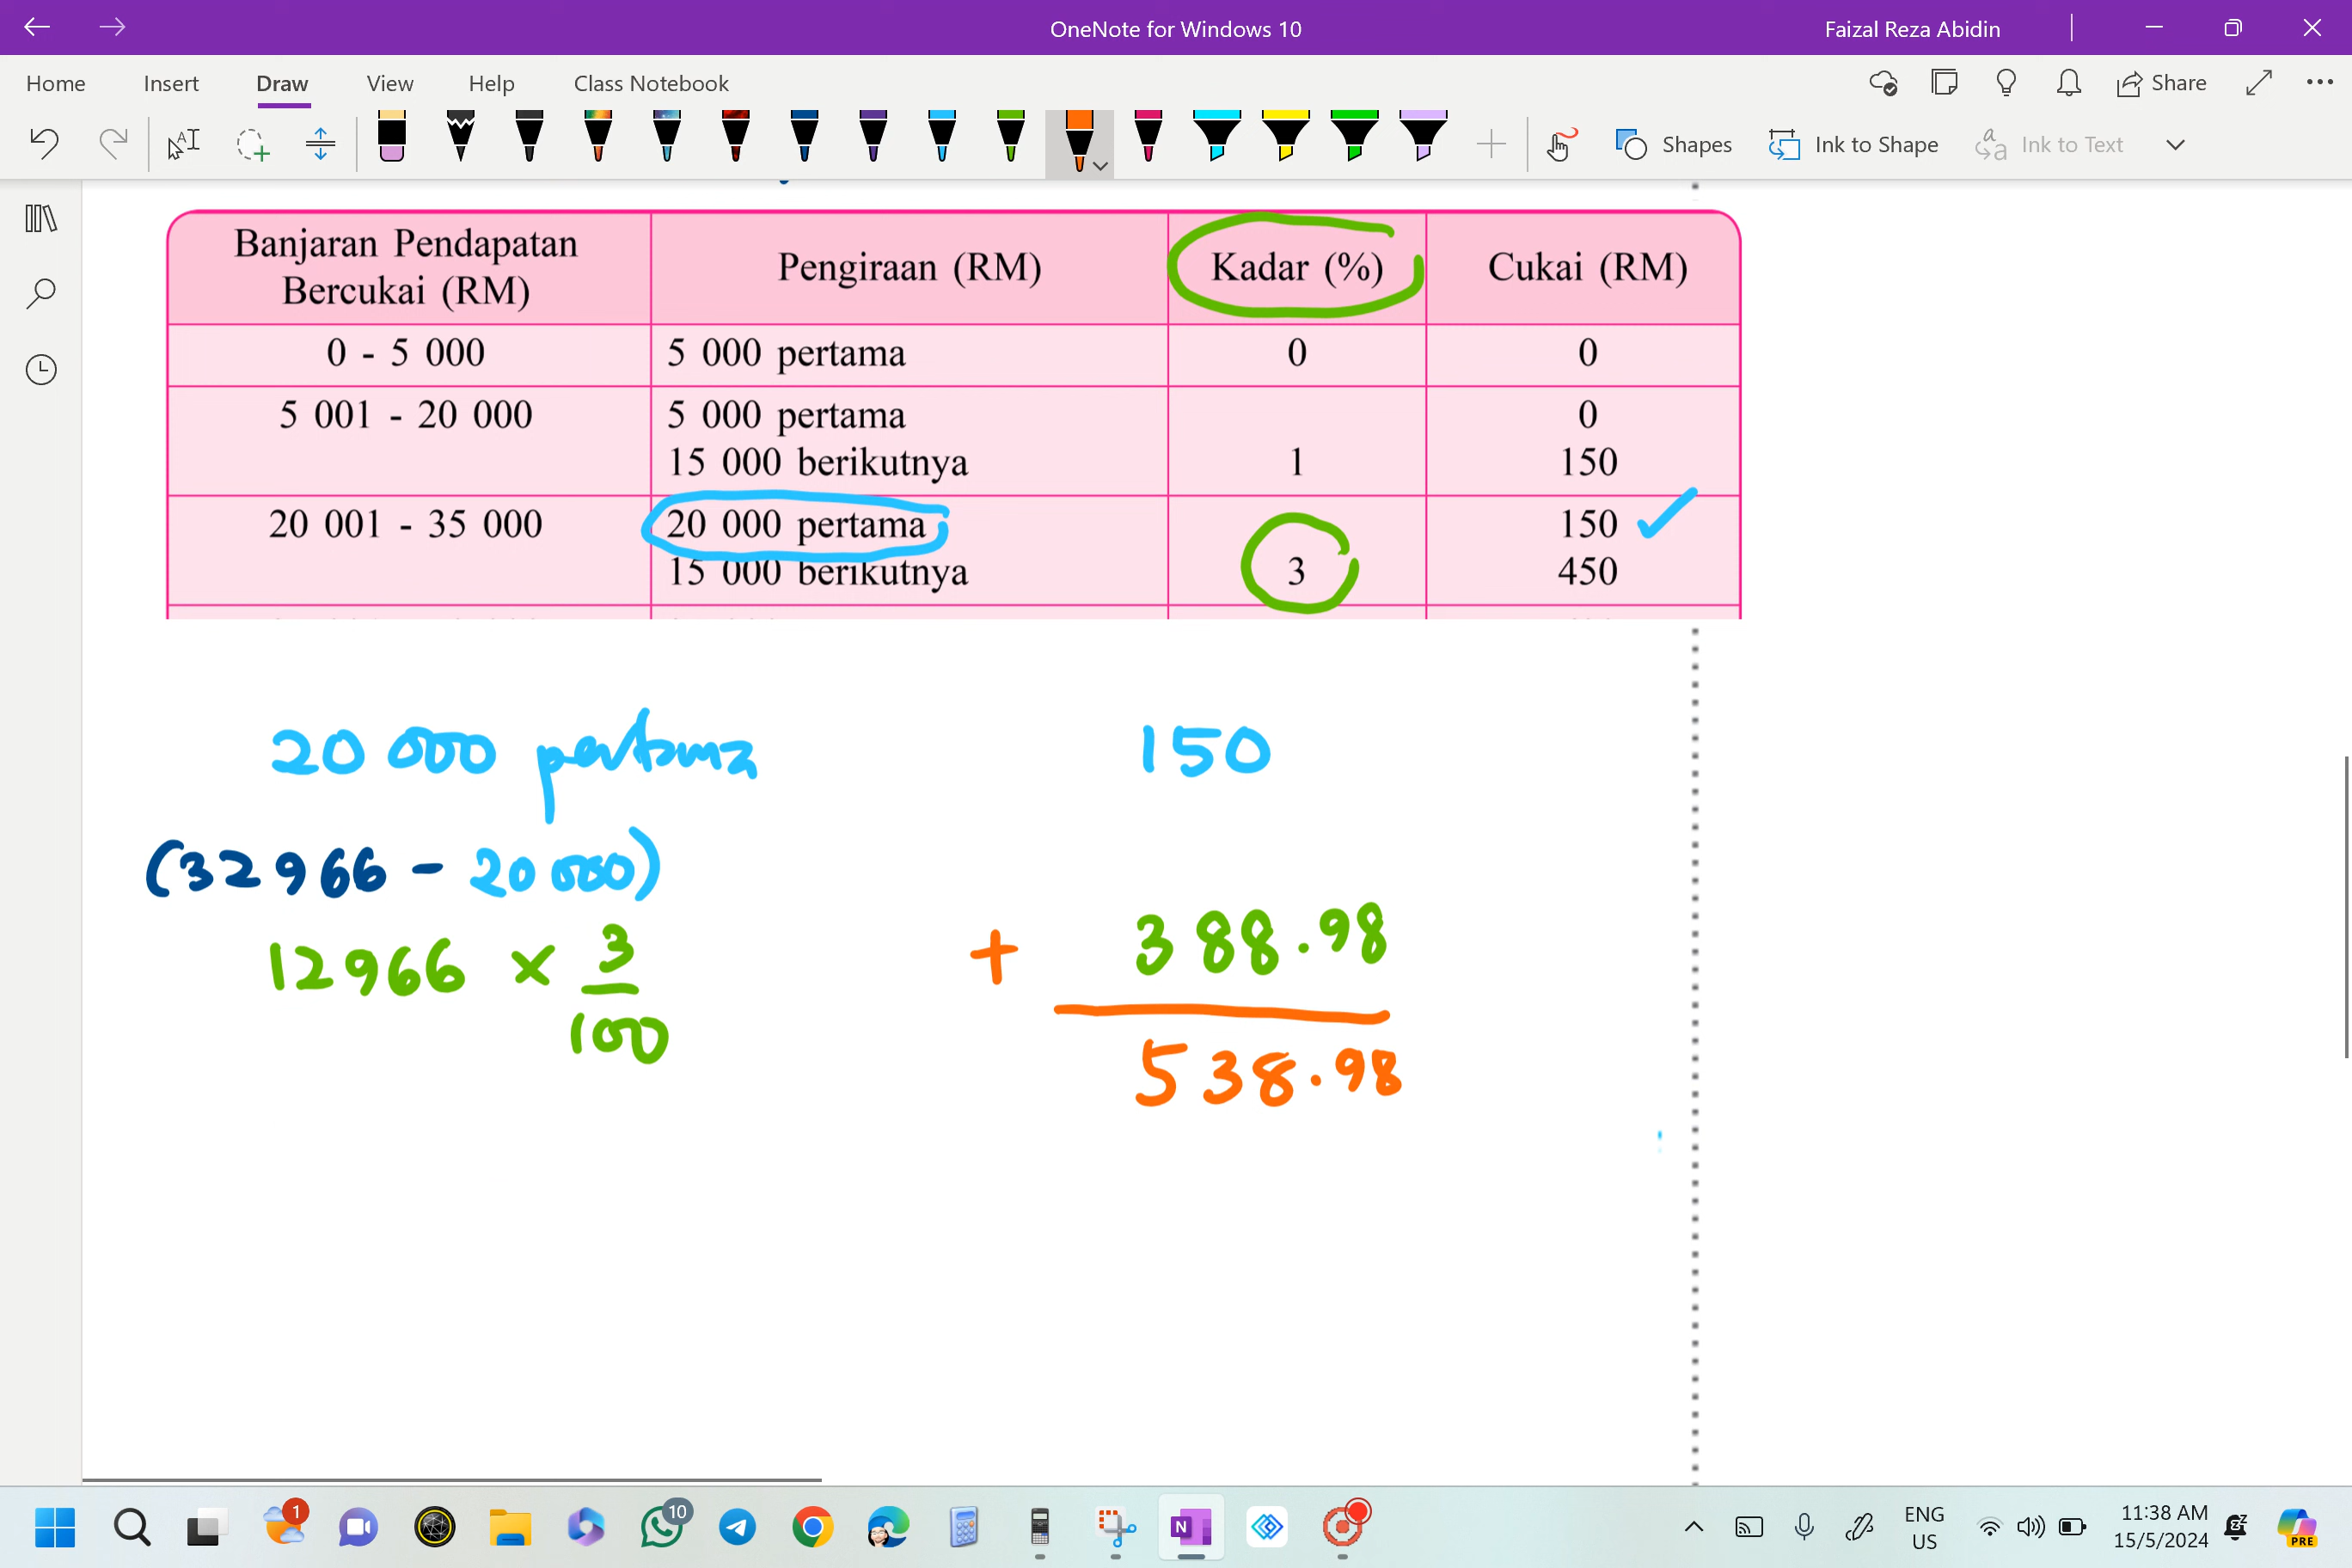 OneNote for Windows 10
Faizal Reza Abidin
Home Insert Draw View Help Class Notebook
Share
Shapes Ink to Shape Ink to Text
Banjaran Pendapatan Bercukai (RM) Pengiraan (RM) Kadar (%) Cukai (RM)
0 - 5 000 5 000 pertama 0 0
5 001 - 20 000 5 000 pertama 0
15 000 berikutnya 1 150
20 001 - 35 000 20 000 pertama 150
15 000 berikutnya 3 450
20 000 pertama 150
(32966 - 20 000)
12966 × 3/100 + 388.98
538.98
1
10
N
ENG
US
11:38 AM
15/5/2024
PRE